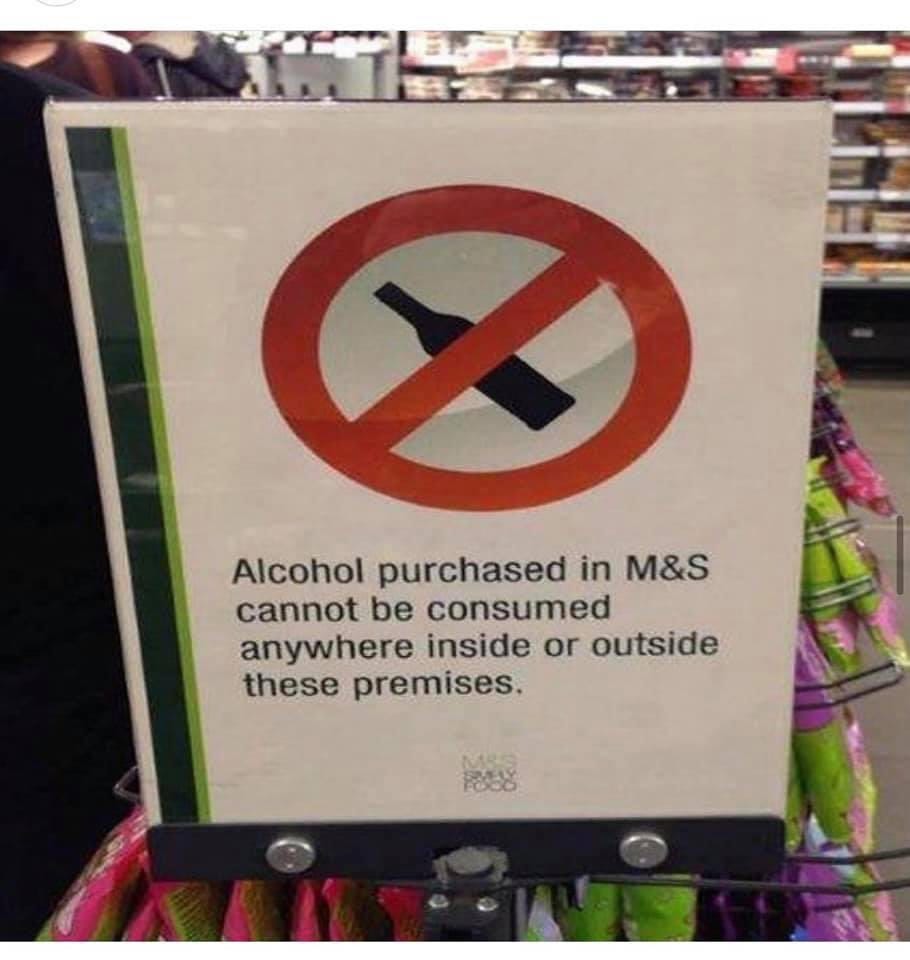 Alcohol purchased in M&S
cannot be consumed
anywhere inside or outside
these premises.
M&S
SIMPLY
FOOD